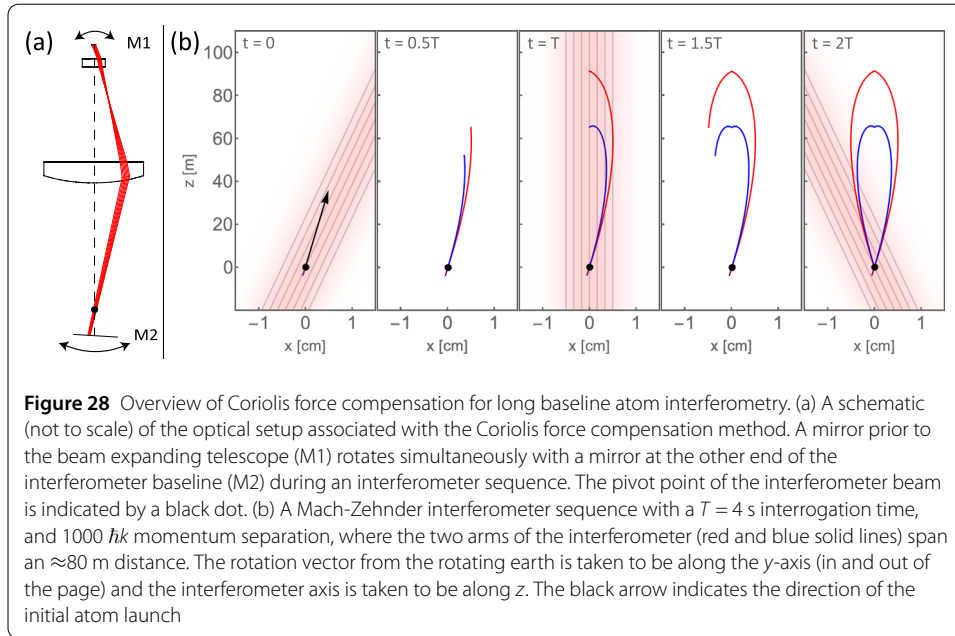 (a)
M1
M2
(b)
t = 0
t = 0.5T
t = T
t = 1.5T
t = 2T
100
80
60
40
20
0
z [m]
−1 0 1
−1 0 1
−1 0 1
−1 0 1
−1 0 1
x [cm]
x [cm]
x [cm]
x [cm]
x [cm]
Figure 28 Overview of Coriolis force compensation for long baseline atom interferometry. (a) A schematic
(not to scale) of the optical setup associated with the Coriolis force compensation method. A mirror prior to
the beam expanding telescope (M1) rotates simultaneously with a mirror at the other end of the
interferometer baseline (M2) during an interferometer sequence. The pivot point of the interferometer beam
is indicated by a black dot. (b) A Mach-Zehnder interferometer sequence with a T = 4 s interrogation time,
and 1000 ħk momentum separation, where the two arms of the interferometer (red and blue solid lines) span
an ≈80 m distance. The rotation vector from the rotating earth is taken to be along the y-axis (in and out of
the page) and the interferometer axis is taken to be along z. The black arrow indicates the direction of the
initial atom launch